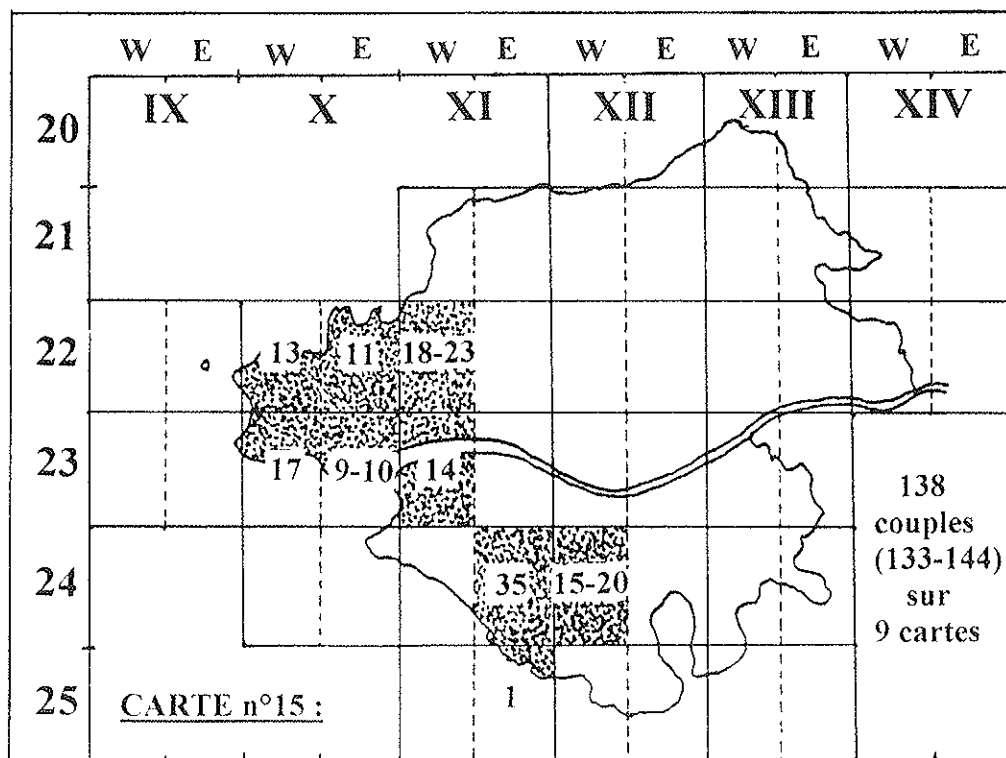 W E W E W E W E W E W E
IX X XI XII XIII XIV
20
21
22 13 11 18-23
23 17 9-10 14
138
couples
24 35 15-20 (133-144)
sur
9 cartes
25 CARTE n°15 : 1